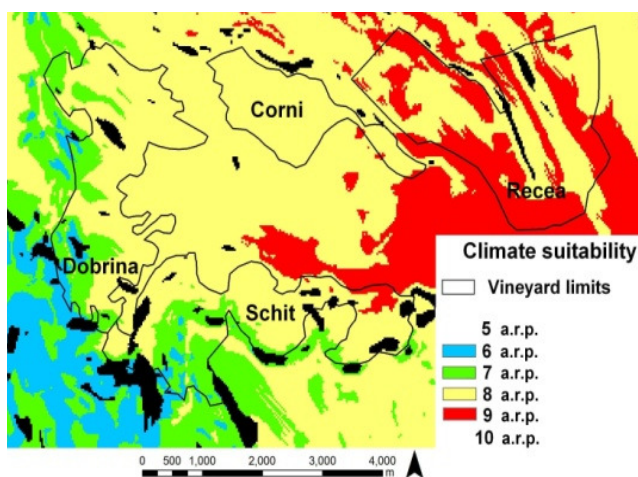 Corni
Recea
Dobrina
Schit
Climate suitability
Vineyard limits
5 a.r.p.
6 a.r.p.
7 a.r.p.
8 a.r.p.
9 a.r.p.
10 a.r.p.
0 500 1,000 2,000 3,000 4,000
m